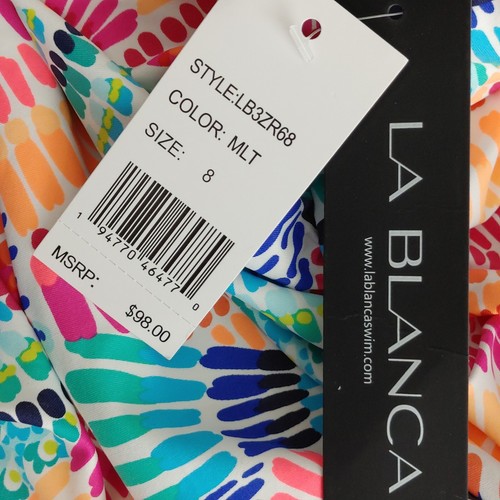 STYLE:LB3ZR68
COLOR: MLT
SIZE: 8
1 94770 46477 0
MSRP: $98.00
LA BLANCA
www.lablancaswim.com